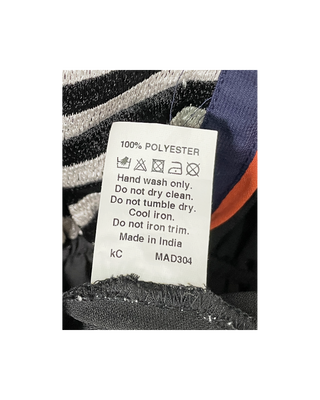 100% POLYESTER
Hand wash only.
Do not dry clean.
Do not tumble dry.
Cool iron.
Do not iron trim.
Made in India
kC MAD304